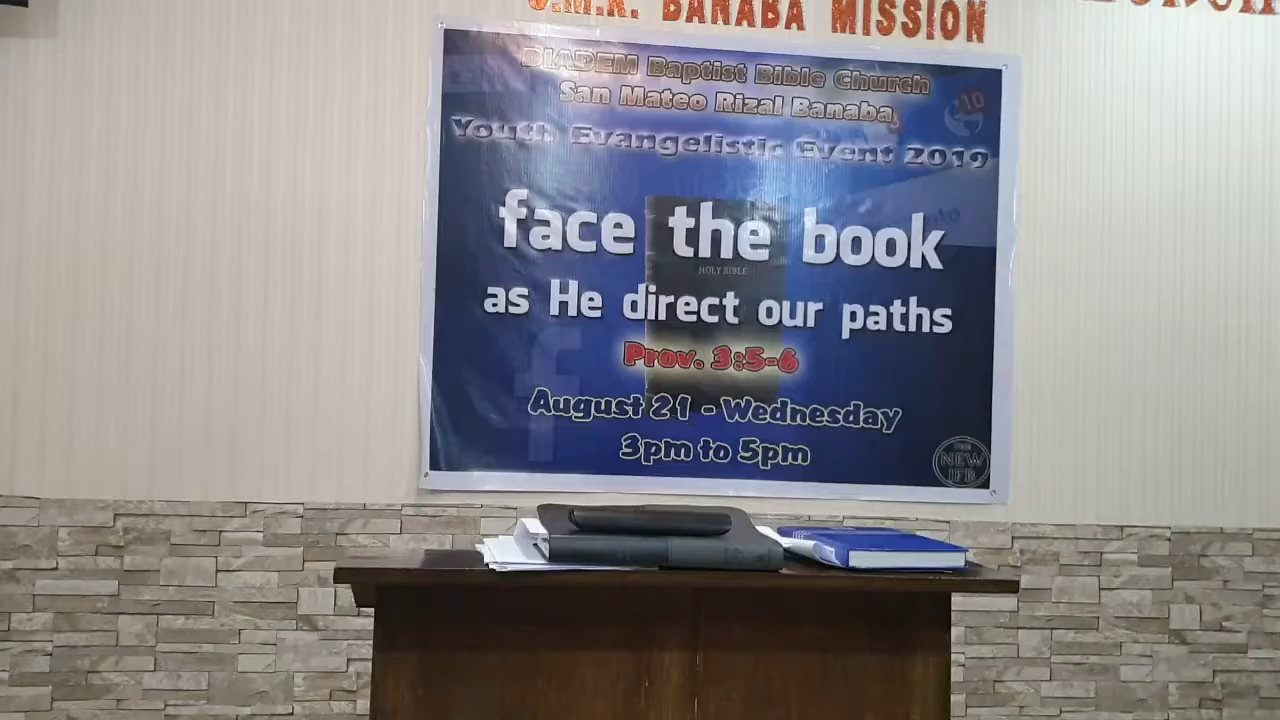 BANABA MISSION
DIADEM Baptist Bible Church
San Mateo Rizal Banaba
Youth Evangelistic Event 2019
face the book
HOLY BIBLE
as He direct our paths
Prov. 3:5-6
August 21 - Wednesday
3pm to 5pm
THE
NEW
IFB